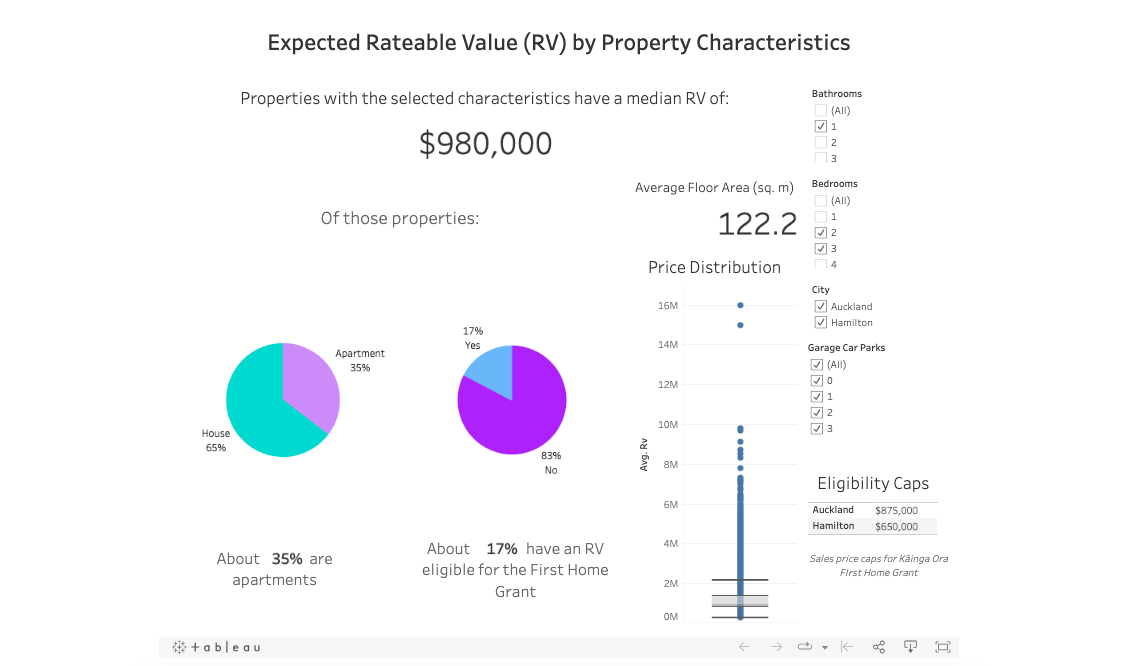 Expected Rateable Value (RV) by Property Characteristics
Properties with the selected characteristics have a median RV of:
$980,000
Of those properties:
Average Floor Area (sq. m)
122.2
Price Distribution
Bathrooms
(All)
1
2
3
Bedrooms
(All)
1
2
3
4
City
Auckland
Hamilton
Garage Car Parks
(All)
0
1
2
3
Apartment
35%
House
65%
17%
Yes
83%
No
Avg. Rv
16M
14M
12M
10M
8M
6M
4M
2M
0M
Eligibility Caps
Auckland $875,000
Hamilton $650,000
Sales price caps for Käinga Ora
FIrst Home Grant
About 35% are
apartments
About 17% have an RV
eligible for the First Home
Grant
+ a b | e a u